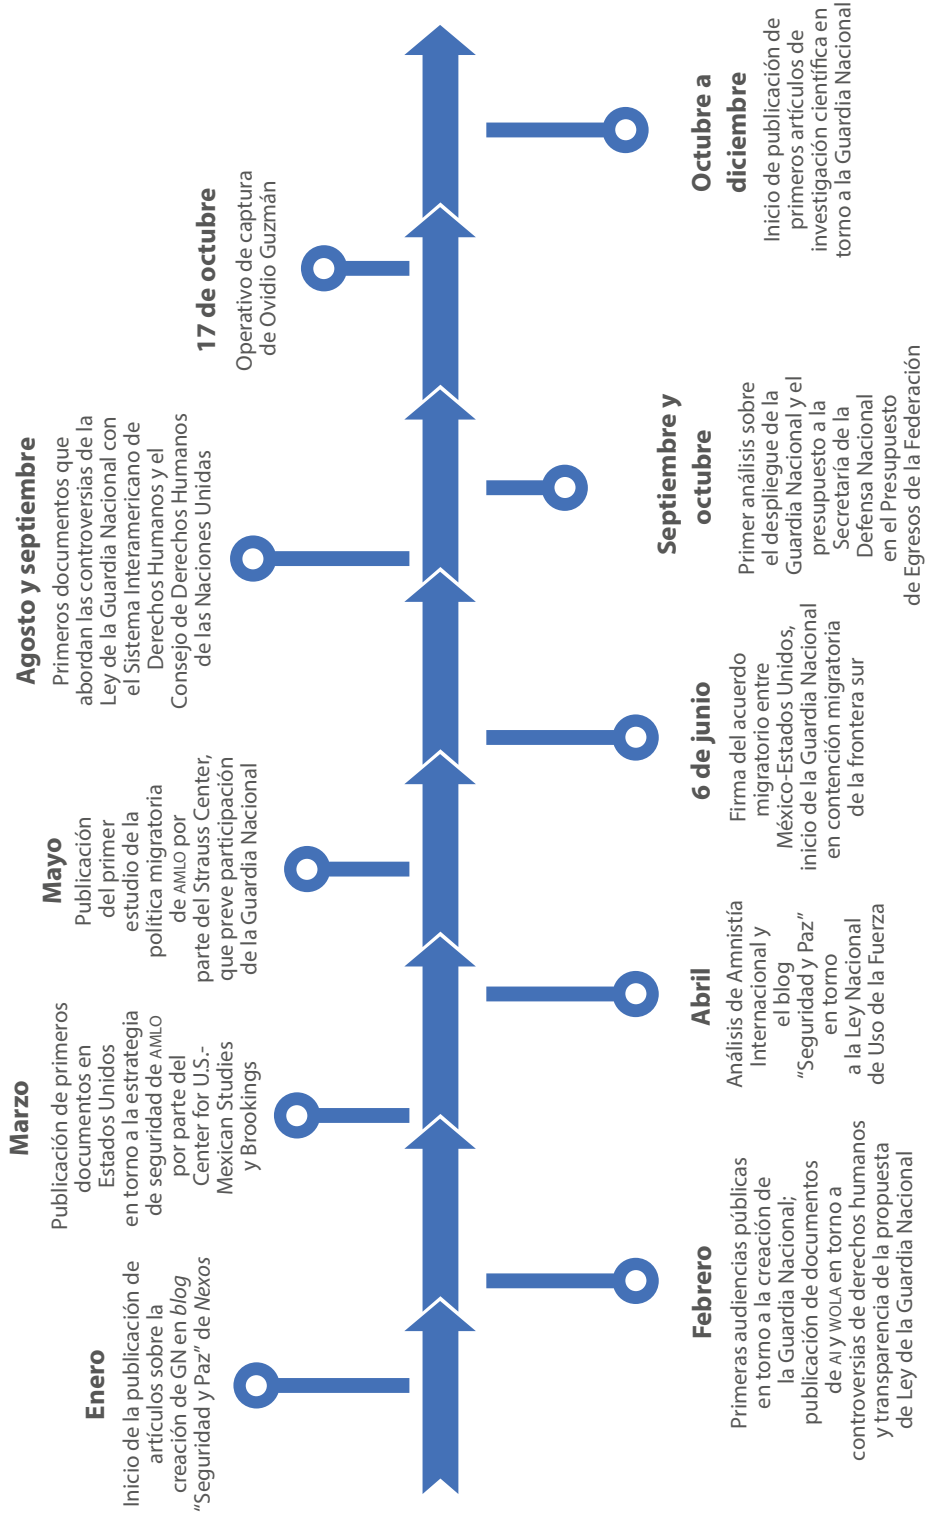 Enero
Inicio de la publicación de
artículos sobre la
creación de GN en blog
“Seguridad y Paz” de Nexos
Febrero
Primeras audiencias públicas
en torno a la creación de
la Guardia Nacional;
publicación de documentos
de AI y WOLA en torno a
controversias de derechos humanos
y transparencia de la propuesta
de Ley de la Guardia Nacional
Marzo
Publicación de primeros
documentos en
Estados Unidos
en torno a la estrategia
de seguridad de AMLO
por parte del
Center for U.S.-
Mexican Studies
y Brookings
Abril
Análisis de Amnistía
Internacional y
el blog
“Seguridad y Paz”
en torno
a la Ley Nacional
de Uso de la Fuerza
Mayo
Publicación
del primer
estudio de la
política migratoria
de AMLO por
parte del Strauss Center,
que preve participación
de la Guardia Nacional
6 de junio
Firma del acuerdo
migratorio entre
México-Estados Unidos,
inicio de la Guardia Nacional
en contención migratoria
de la frontera sur
Agosto y septiembre
Primeros documentos que
abordan las controversias de la
Ley de la Guardia Nacional con
el Sistema Interamericano de
Derechos Humanos y el
Consejo de Derechos Humanos
de las Naciones Unidas
Septiembre y
octubre
Primer análisis sobre
el despliegue de la
Guardia Nacional y el
presupuesto a la
Secretaría de la
Defensa Nacional
en el Presupuesto
de Egresos de la Federación
17 de octubre
Operativo de captura
de Ovidio Guzmán
Octubre a
diciembre
Inicio de publicación de
primeros artículos de
investigación científica en
torno a la Guardia Nacional